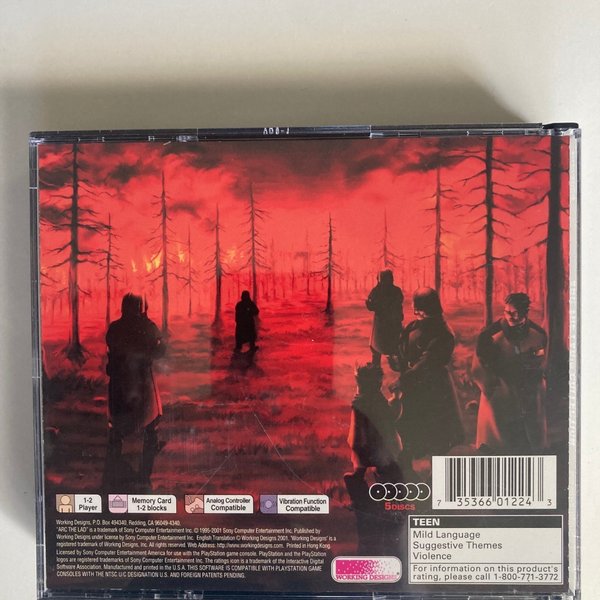 1-2
Player
Memory Card
1-2 blocks
Analog Controller
Compatible
Vibration Function
Compatible
5 DISCS
7 35366 01224 3
Working Designs, P.O. Box 494340, Redding, CA 96049-4340.
"ARC THE LAD" is a trademark of Sony Computer Entertainment Inc. © 1995-2001 Sony Computer Entertainment Inc. Published by
Working Designs under license by Sony Computer Entertainment Inc. English Translation © Working Designs 2001. "Working Designs" is a
registered trademark of Working Designs, Inc. All rights reserved. Web Address: http://www.workingdesigns.com. Printed in Hong Kong.
Licensed by Sony Computer Entertainment America for use with the PlayStation game console. PlayStation and the PlayStation
logos are registered trademarks of Sony Computer Entertainment Inc. The ratings icon is a trademark of the Interactive Digital
Software Association. Manufactured and printed in the U.S.A. THIS SOFTWARE IS COMPATIBLE WITH PLAYSTATION GAME
CONSOLES WITH THE NTSC U/C DESIGNATION. U.S. AND FOREIGN PATENTS PENDING.
WORKING DESIGNS
TEEN
Mild Language
Suggestive Themes
Violence
For information on this product's
rating, please call 1-800-771-3772